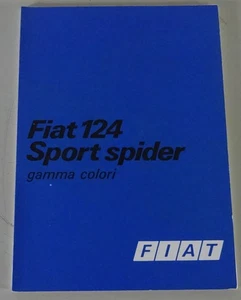 Fiat 124
Sport spider
gamma colori
FIAT